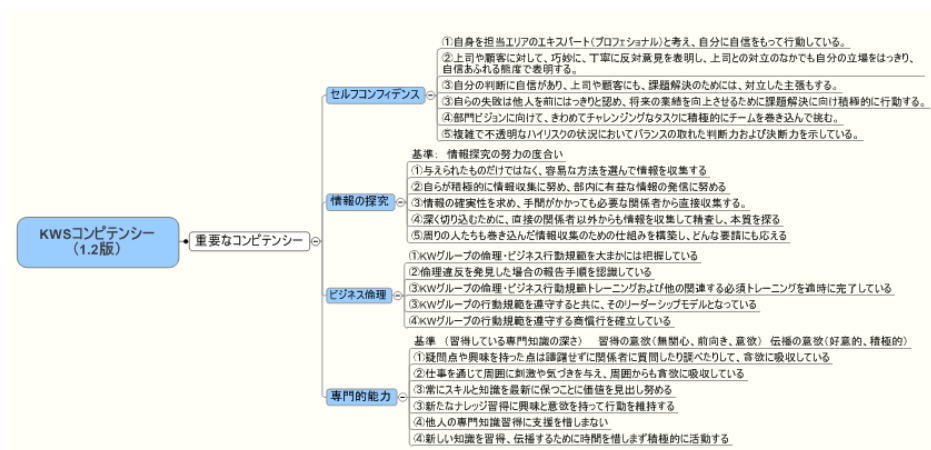 KWSコンピテンシー
（1.2版）
重要なコンピテンシー
セルフコンフィデンス
①自身を担当エリアのエキスパート（プロフェショナル）と考え、自分に自信をもって行動している。
②上司や顧客に対して、巧妙に、丁寧に反対意見を表明し、上司との対立のなかでも自分の立場をはっきり、
自信あふれる態度で表明する。
③自分の判断に自信があり、上司や顧客にも、課題解決のためには、対立した主張もする。
③自らの失敗は他人を前にはっきりと認め、将来の業績を向上させるために課題解決に向け積極的に行動する。
④部門ビジョンに向けて、きわめてチャレンジングなタスクに積極的にチームを巻き込んで挑む。
⑤複雑で不透明なハイリスクの状況においてバランスの取れた判断力および決断力を示している。
情報の探究
基準： 情報探究の努力の度合い
①与えられたものだけではなく、容易な方法を選んで情報を収集する
②自らが積極的に情報収集に努め、部内に有益な情報の発信に努める
③情報の確実性を求め、手間がかかっても必要な関係者から直接収集する。
④深く切り込むために、直接の関係者以外からも情報を収集して精査し、本質を探る
⑤周りの人たちも巻き込んだ情報収集のための仕組みを構築し、どんな要請にも応える
ビジネス倫理
①KWグループの倫理・ビジネス行動規範を大まかには把握している
②倫理違反を発見した場合の報告手順を認識している
③KWグループの倫理・ビジネス行動規範トレーニングおよび他の関連する必須トレーニングを適時に完了している
③KWグループの行動規範を遵守すると共に、そのリーダーシップモデルとなっている
④KWグループの行動規範を遵守する商慣行を確立している
専門的能力
基準 （習得している専門知識の深さ） 習得の意欲（無関心、前向き、意欲） 伝播の意欲（好意的、積極的）
①疑問点や興味を持った点は躊躇せずに関係者に質問したり調べたりして、貪欲に吸収している
②仕事を通じて周囲に刺激や気づきを与え、周囲からも貪欲に吸収している
③常にスキルと知識を最新に保つことに価値を見出し努める
③新たなナレッジ習得に興味と意欲を持って行動を維持する
④他人の専門知識習得に支援を惜しまない
④新しい知識を習得、伝播するために時間を惜しまず積極的に活動する